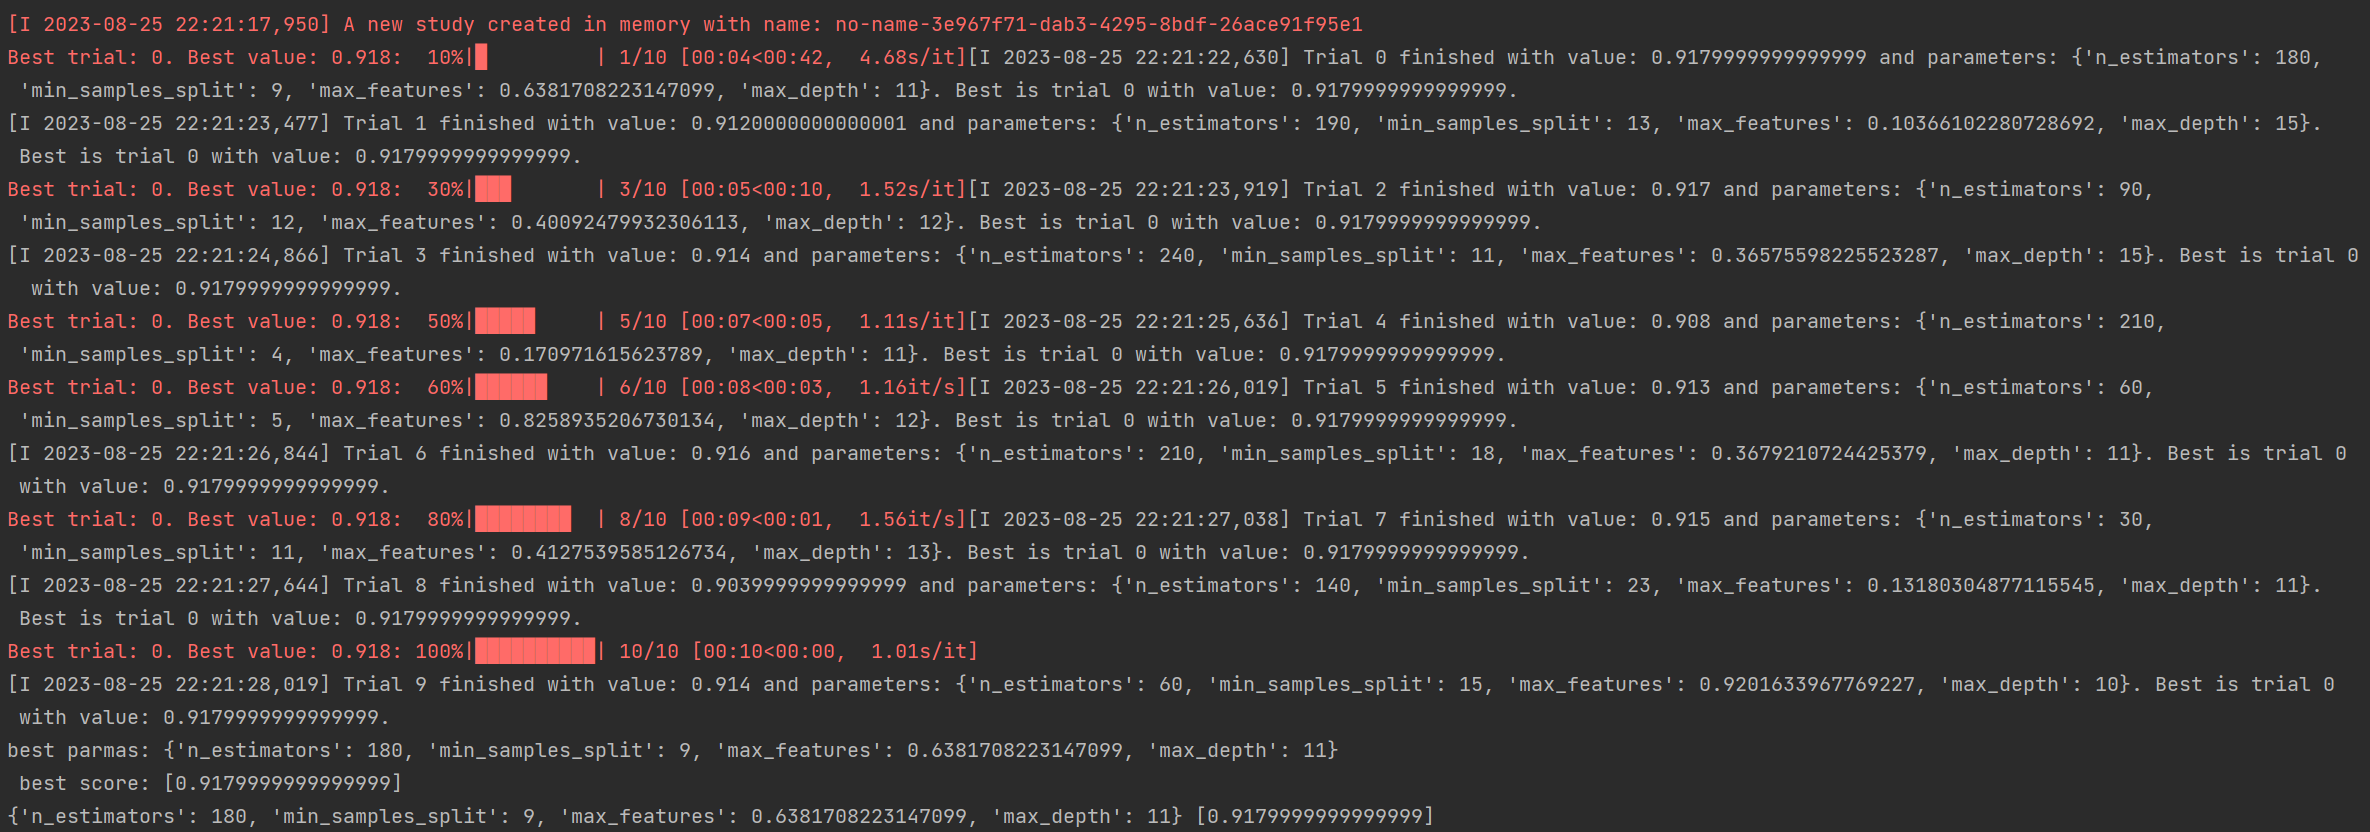 [I 2023-08-25 22:21:17,950] A new study created in memory with name: no-name-3e967f71-dab3-4295-8bdf-26ace91f95e1
Best trial: 0. Best value: 0.918:  10%|█         | 1/10 [00:04<00:42,  4.68s/it][I 2023-08-25 22:21:22,630] Trial 0 finished with value: 0.9179999999999999 and parameters: {'n_estimators': 180,
 'min_samples_split': 9, 'max_features': 0.6381708223147099, 'max_depth': 11}. Best is trial 0 with value: 0.9179999999999999.
[I 2023-08-25 22:21:23,477] Trial 1 finished with value: 0.9120000000000001 and parameters: {'n_estimators': 190, 'min_samples_split': 13, 'max_features': 0.10366102280728692, 'max_depth': 15}.
 Best is trial 0 with value: 0.9179999999999999.
Best trial: 0. Best value: 0.918:  30%|███       | 3/10 [00:05<00:10,  1.52s/it][I 2023-08-25 22:21:23,919] Trial 2 finished with value: 0.917 and parameters: {'n_estimators': 90,
 'min_samples_split': 12, 'max_features': 0.40092479932306113, 'max_depth': 12}. Best is trial 0 with value: 0.9179999999999999.
[I 2023-08-25 22:21:24,866] Trial 3 finished with value: 0.914 and parameters: {'n_estimators': 240, 'min_samples_split': 11, 'max_features': 0.36575598225523287, 'max_depth': 15}. Best is trial 0
  with value: 0.9179999999999999.
Best trial: 0. Best value: 0.918:  50%|█████     | 5/10 [00:07<00:05,  1.11s/it][I 2023-08-25 22:21:25,636] Trial 4 finished with value: 0.908 and parameters: {'n_estimators': 210,
 'min_samples_split': 4, 'max_features': 0.170971615623789, 'max_depth': 11}. Best is trial 0 with value: 0.9179999999999999.
Best trial: 0. Best value: 0.918:  60%|██████    | 6/10 [00:08<00:03,  1.16it/s][I 2023-08-25 22:21:26,019] Trial 5 finished with value: 0.913 and parameters: {'n_estimators': 60,
 'min_samples_split': 5, 'max_features': 0.8258935206730134, 'max_depth': 12}. Best is trial 0 with value: 0.9179999999999999.
[I 2023-08-25 22:21:26,844] Trial 6 finished with value: 0.916 and parameters: {'n_estimators': 210, 'min_samples_split': 18, 'max_features': 0.3679210724425379, 'max_depth': 11}. Best is trial 0
 with value: 0.9179999999999999.
Best trial: 0. Best value: 0.918:  80%|████████  | 8/10 [00:09<00:01,  1.56it/s][I 2023-08-25 22:21:27,038] Trial 7 finished with value: 0.915 and parameters: {'n_estimators': 30,
 'min_samples_split': 11, 'max_features': 0.4127539585126734, 'max_depth': 13}. Best is trial 0 with value: 0.9179999999999999.
[I 2023-08-25 22:21:27,644] Trial 8 finished with value: 0.9039999999999999 and parameters: {'n_estimators': 140, 'min_samples_split': 23, 'max_features': 0.13180304877115545, 'max_depth': 11}.
 Best is trial 0 with value: 0.9179999999999999.
Best trial: 0. Best value: 0.918: 100%|██████████| 10/10 [00:10<00:00,  1.01s/it]
[I 2023-08-25 22:21:28,019] Trial 9 finished with value: 0.914 and parameters: {'n_estimators': 60, 'min_samples_split': 15, 'max_features': 0.9201633967769227, 'max_depth': 10}. Best is trial 0
 with value: 0.9179999999999999.
best parmas: {'n_estimators': 180, 'min_samples_split': 9, 'max_features': 0.6381708223147099, 'max_depth': 11}
 best score: [0.9179999999999999]
{'n_estimators': 180, 'min_samples_split': 9, 'max_features': 0.6381708223147099, 'max_depth': 11} [0.9179999999999999]